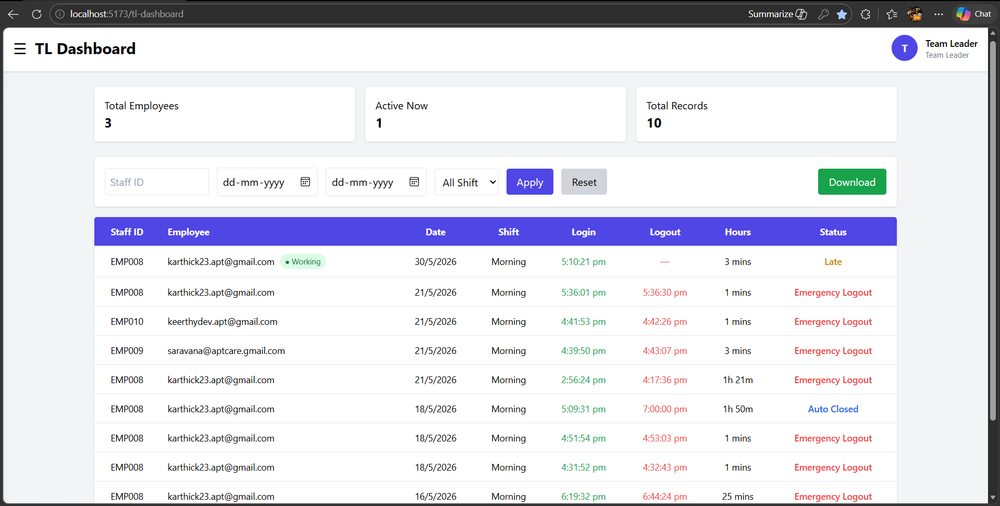 localhost:5173/tl-dashboard Summarize Chat
TL Dashboard
T
Team Leader
Team Leader
Total Employees
3
Active Now
1
Total Records
10
Staff ID dd-mm-yyyy dd-mm-yyyy All Shift Apply Reset Download
Staff ID Employee Date Shift Login Logout Hours Status
EMP008 karthick23.apt@gmail.com ● Working 30/5/2026 Morning 5:10:21 pm — 3 mins Late
EMP008 karthick23.apt@gmail.com 21/5/2026 Morning 5:36:01 pm 5:36:30 pm 1 mins Emergency Logout
EMP010 keerthydev.apt@gmail.com 21/5/2026 Morning 4:41:53 pm 4:42:26 pm 1 mins Emergency Logout
EMP009 saravana@aptcare.gmail.com 21/5/2026 Morning 4:39:50 pm 4:43:07 pm 3 mins Emergency Logout
EMP008 karthick23.apt@gmail.com 21/5/2026 Morning 2:56:24 pm 4:17:36 pm 1h 21m Emergency Logout
EMP008 karthick23.apt@gmail.com 18/5/2026 Morning 5:09:31 pm 7:00:00 pm 1h 50m Auto Closed
EMP008 karthick23.apt@gmail.com 18/5/2026 Morning 4:51:54 pm 4:53:03 pm 1 mins Emergency Logout
EMP008 karthick23.apt@gmail.com 18/5/2026 Morning 4:31:52 pm 4:32:43 pm 1 mins Emergency Logout
EMP008 karthick23.apt@gmail.com 16/5/2026 Morning 6:19:32 pm 6:44:24 pm 25 mins Emergency Logout